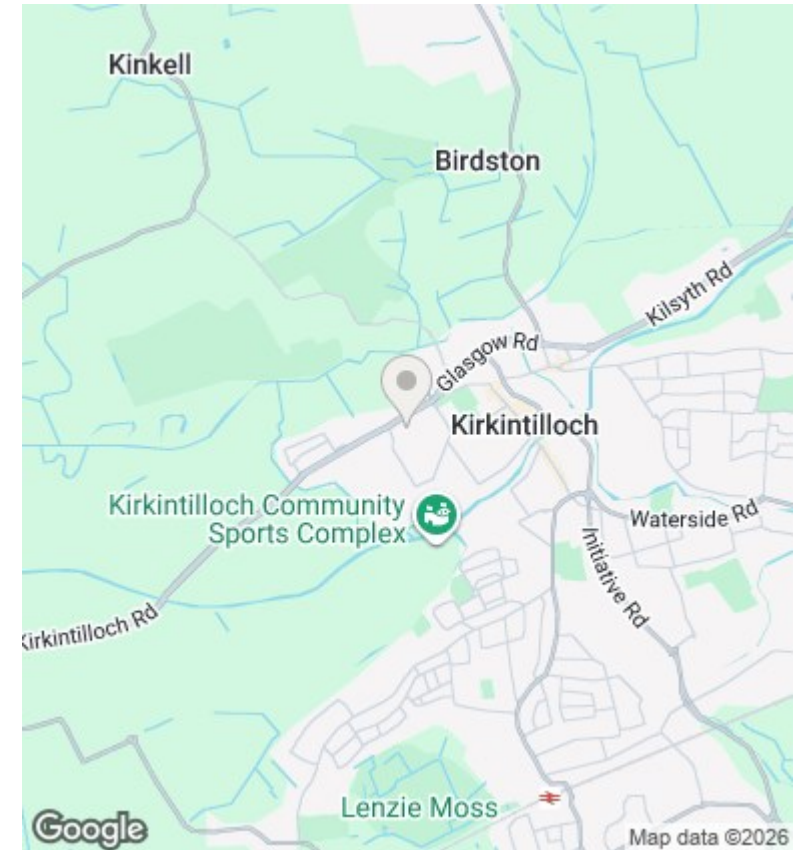 Kinkell
Birdston
Kilsyth Rd
Glasgow Rd
Kirkintilloch
Kirkintilloch Community
Sports Complex
Waterside Rd
Initiative Rd
Kirkintilloch Rd
Lenzie Moss
Google
Map data ©2026